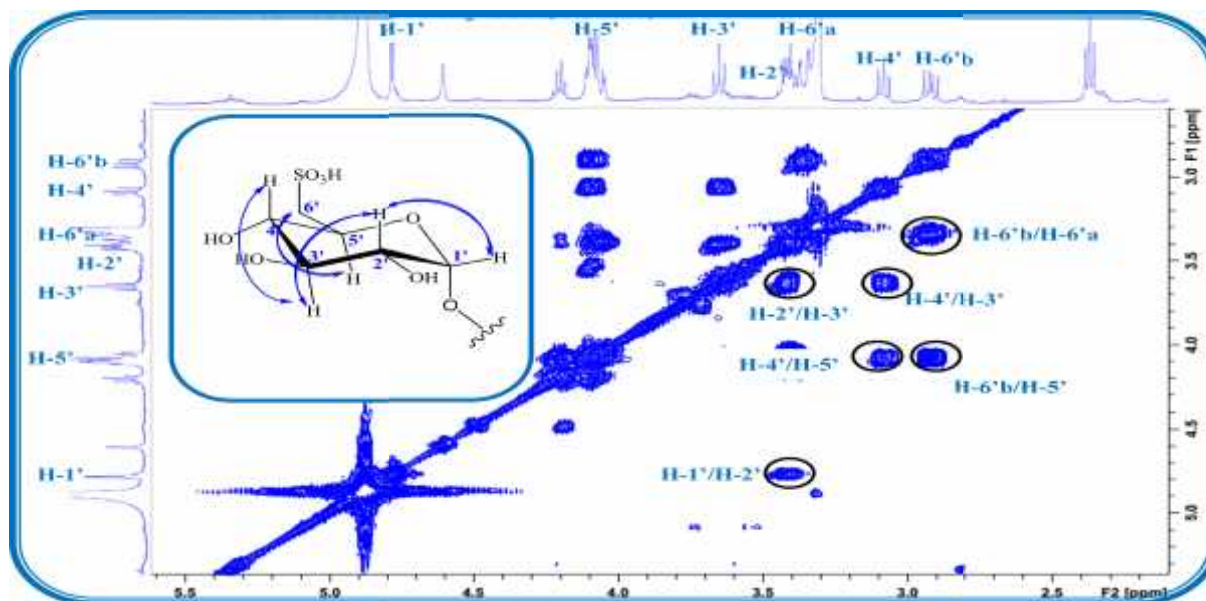 H-1' H-5' H-3' H-6'a
H-2' H-4' H-6'b
H-6'b
H-4'
H-6'a
H-2'
H-3'
H-5'
H-1'
H
SO₃H
6'
H
O
4'
HO
5'
HO
3'
H
2'
OH
1'
H
H
O
H-6'b/H-6'a
H-2'/H-3'
H-4'/H-3'
H-4'/H-5'
H-6'b/H-5'
H-1'/H-2'
3.0
3.5
4.0
4.5
5.0
F1 [ppm]
5.5 5.0 4.5 4.0 3.5 3.0 2.5 F2 [ppm]